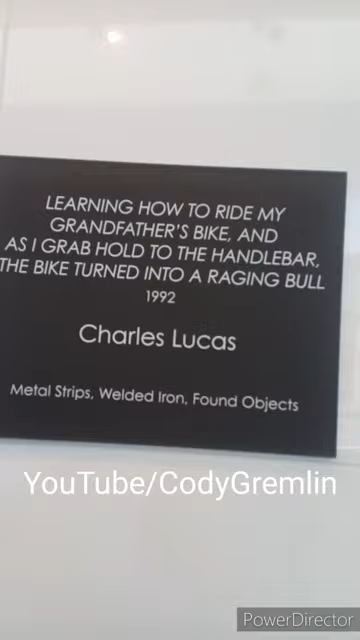 LEARNING HOW TO RIDE MY
GRANDFATHER'S BIKE, AND
AS I GRAB HOLD TO THE HANDLEBAR,
THE BIKE TURNED INTO A RAGING BULL
1992
Charles Lucas
Metal Strips, Welded Iron, Found Objects
YouTube/CodyGremlin
PowerDirector